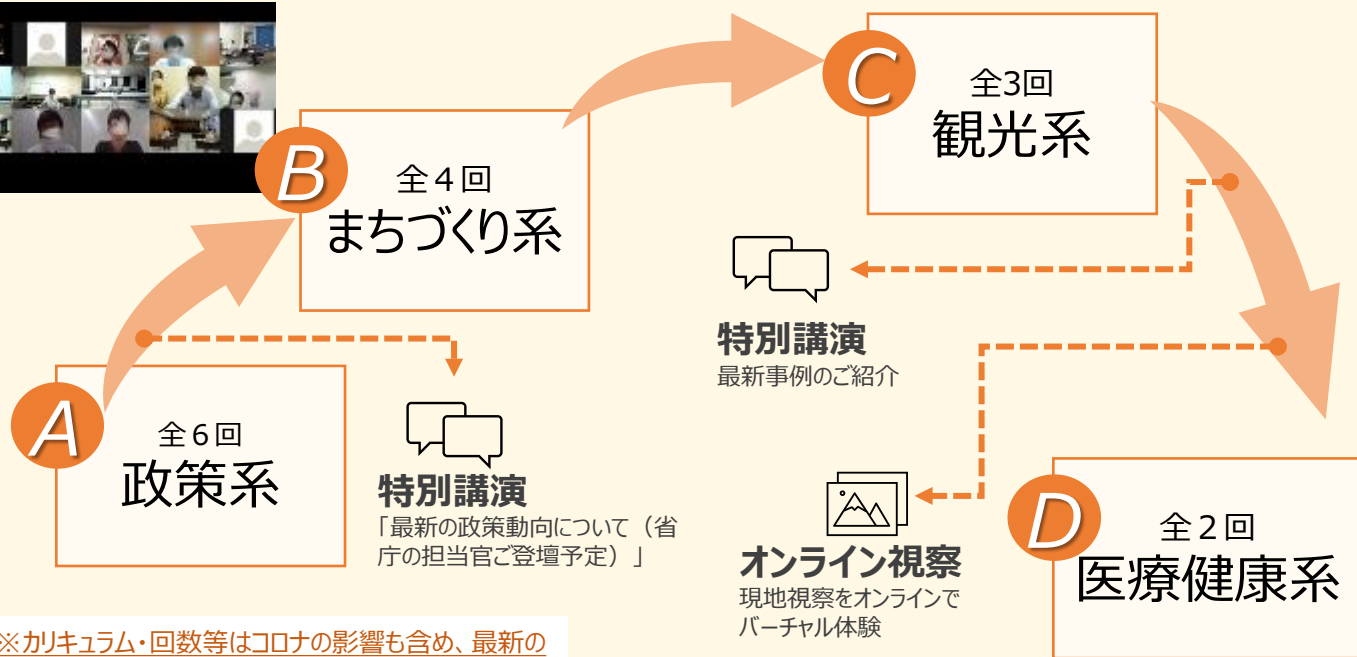 A
全６回
政策系
特別講演
「最新の政策動向について（省
庁の担当官ご登壇予定）」
B
全４回
まちづくり系
C
全3回
観光系
特別講演
最新事例のご紹介
オンライン視察
現地視察をオンラインで
バーチャル体験
D
全２回
医療健康系
※カリキュラム・回数等はコロナの影響も含め、最新の